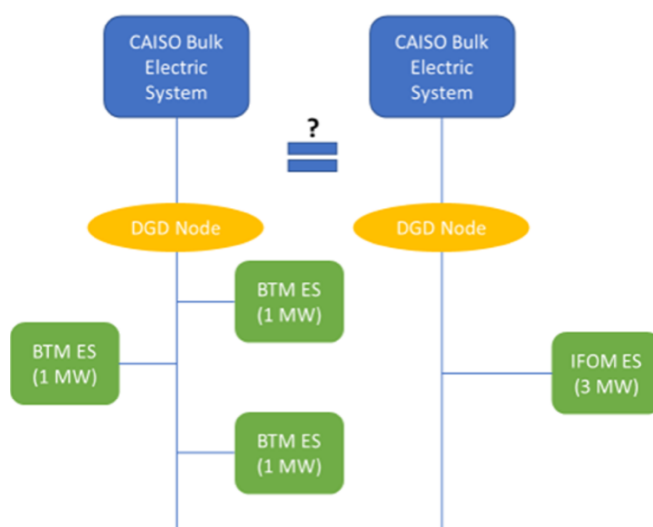 CAISO Bulk
Electric
System
CAISO Bulk
Electric
System
?
DGD Node
DGD Node
BTM ES
(1 MW)
BTM ES
(1 MW)
IFOM ES
(3 MW)
BTM ES
(1 MW)